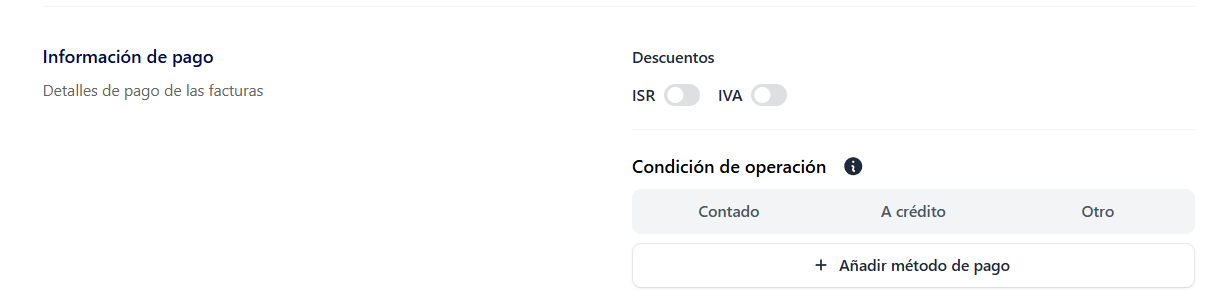 Información de pago
Detalles de pago de las facturas
Descuentos
ISR IVA
Condición de operación
Contado A crédito Otro
+ Añadir método de pago